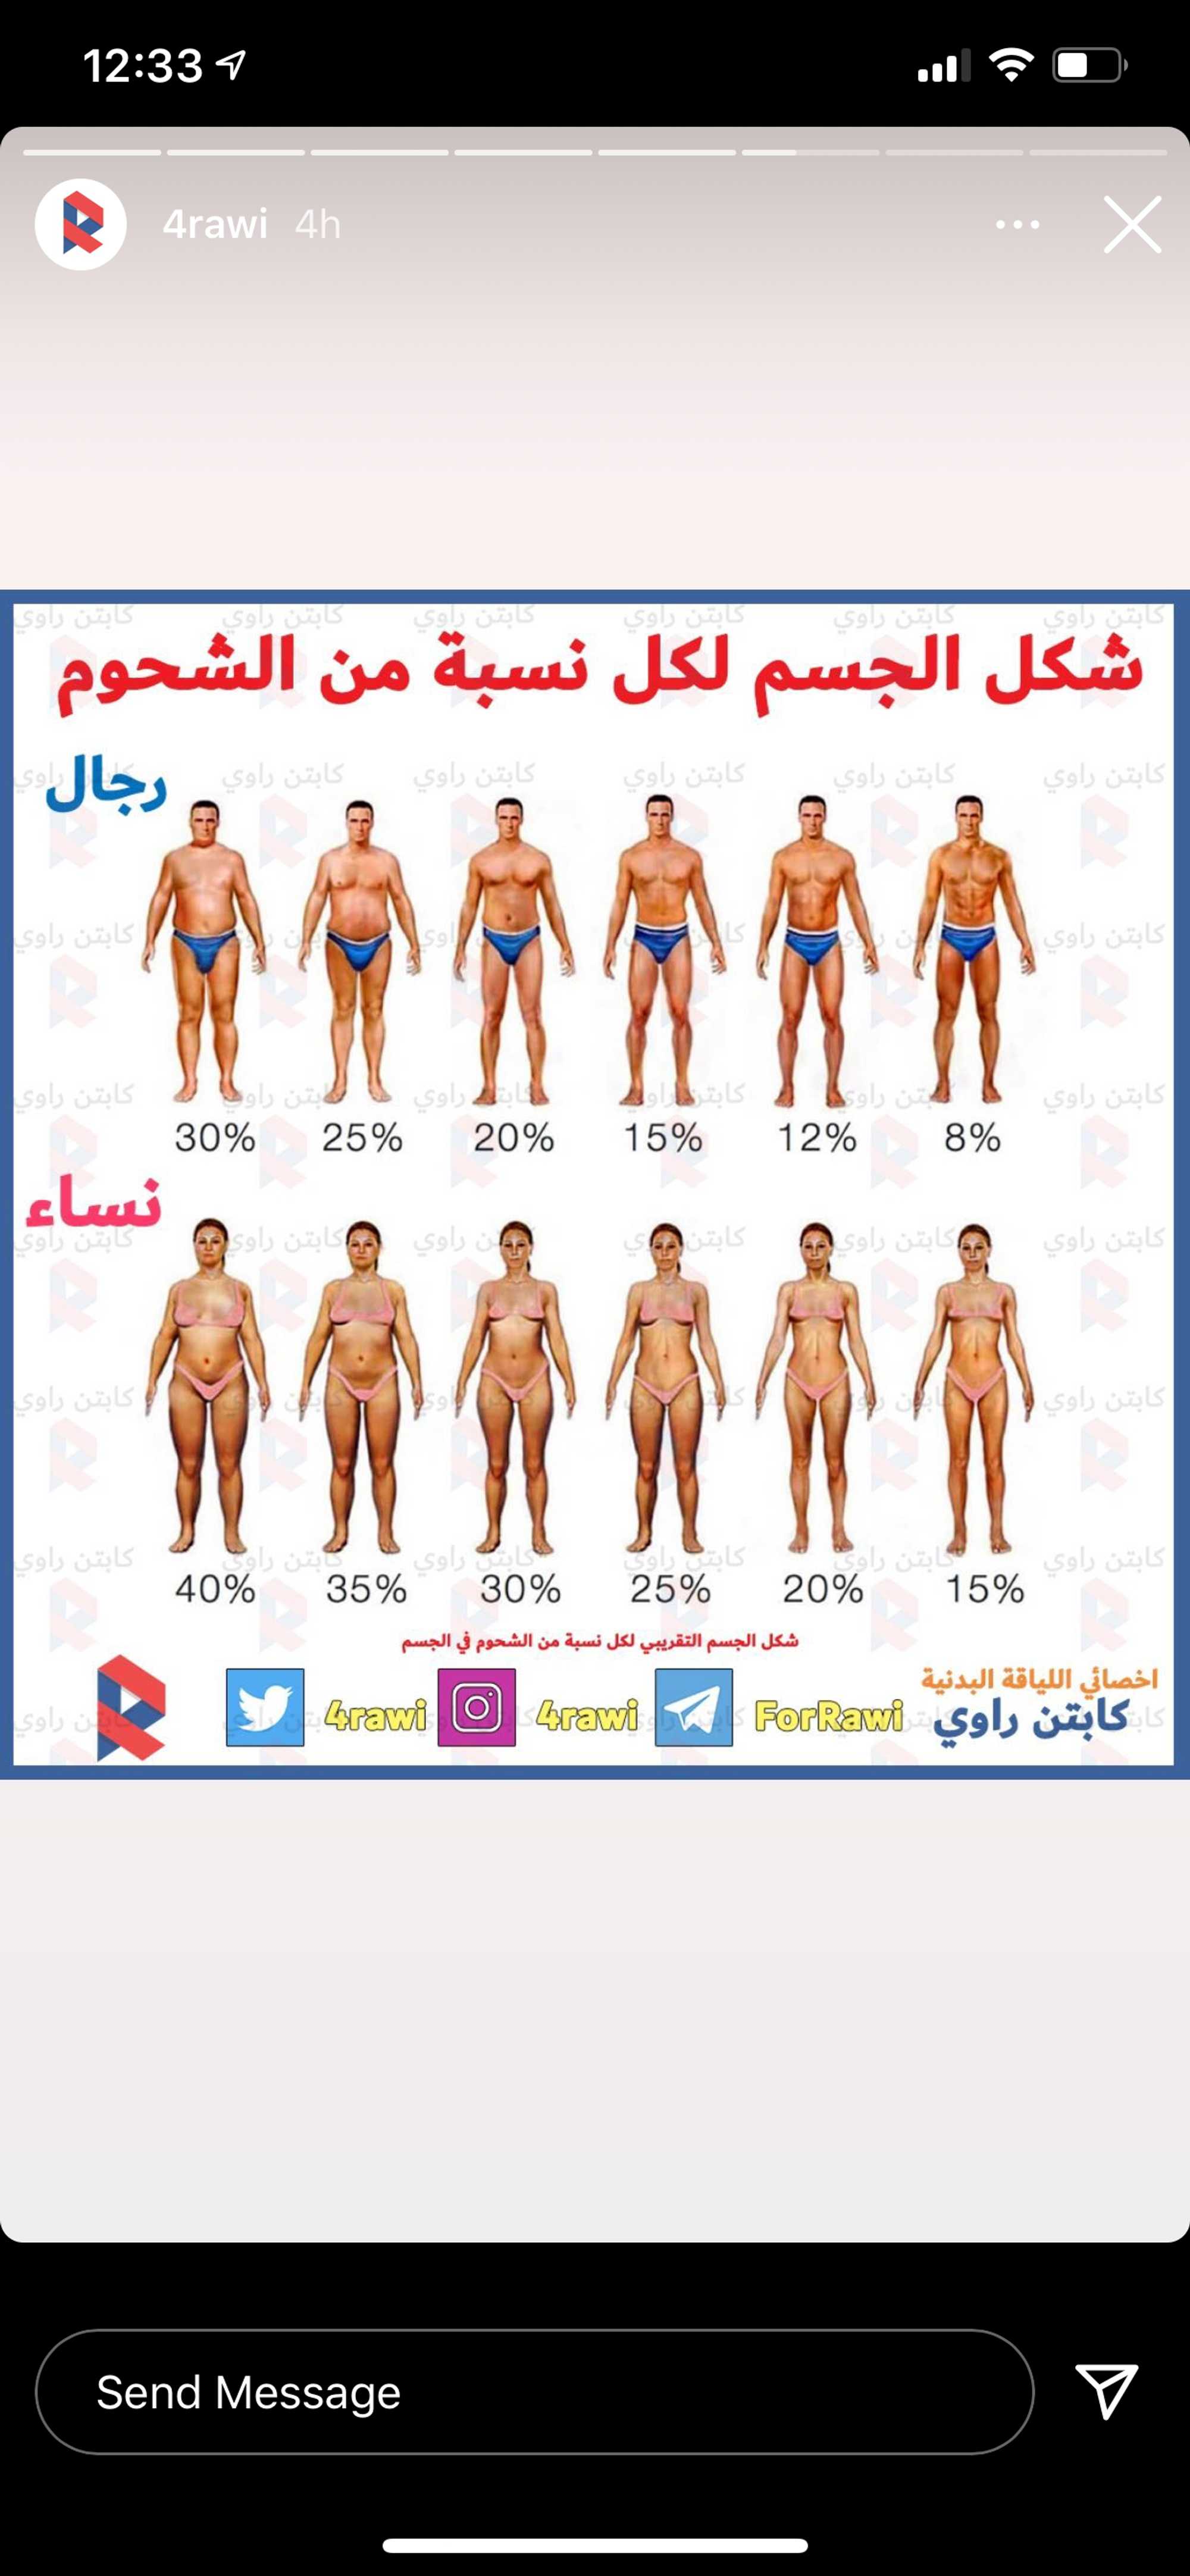 12:33
4rawi 4h
شكل الجسم لكل نسبة من الشحوم
رجال
30% 25% 20% 15% 12% 8%
نساء
40% 35% 30% 25% 20% 15%
شكل الجسم التقريبي لكل نسبة من الشحوم في الجسم
اخصائي اللياقة البدنية
كابتن راوي
4rawi 4rawi ForRawi
Send Message